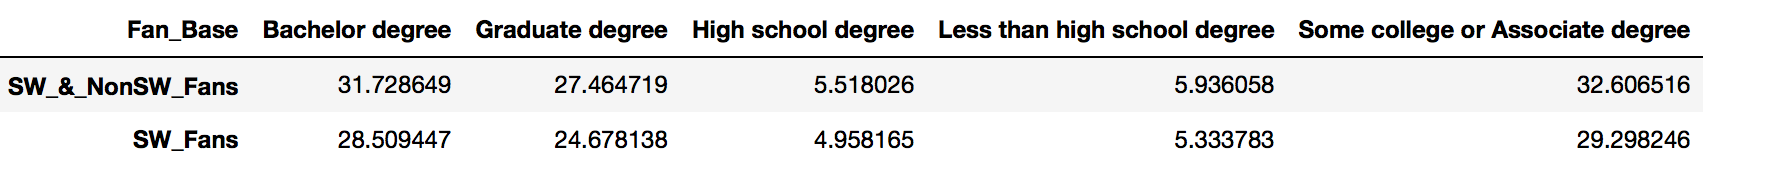 Fan_Base Bachelor degree Graduate degree High school degree Less than high school degree Some college or Associate degree
SW_&_NonSW_Fans 31.728649 27.464719 5.518026 5.936058 32.606516
SW_Fans 28.509447 24.678138 4.958165 5.333783 29.298246